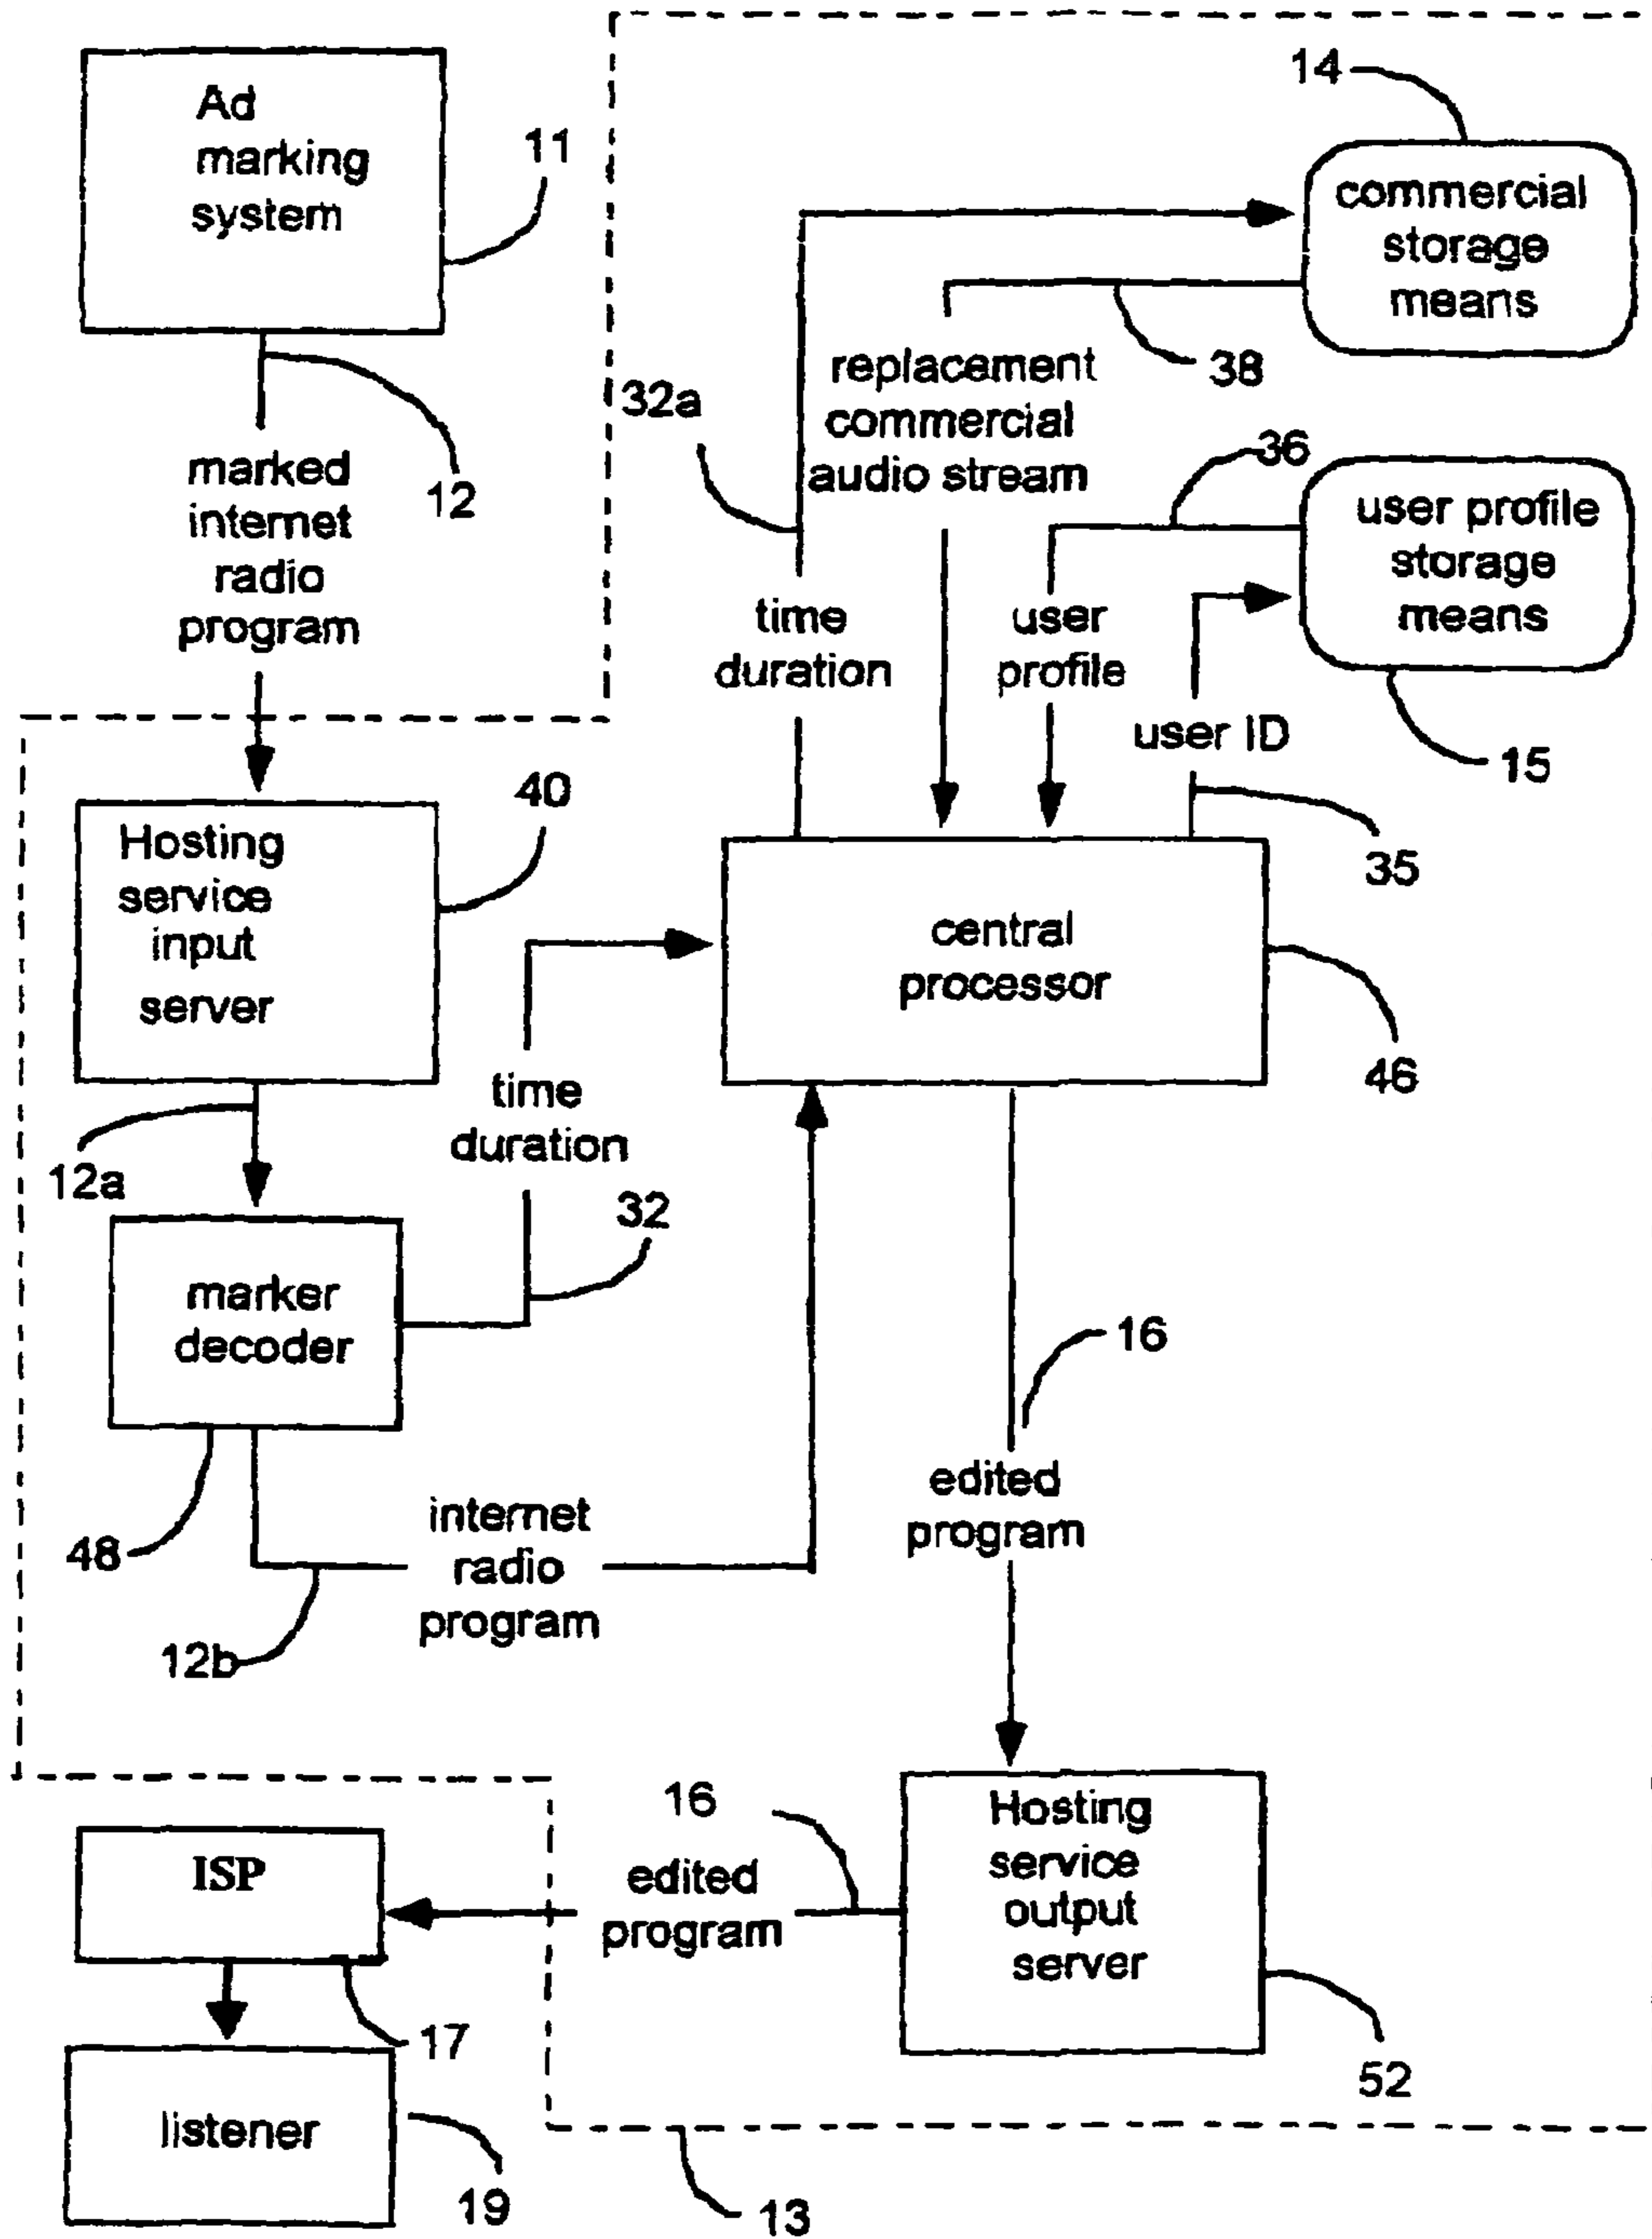 Ad
marking
system
11
12
marked
internet
radio
program
14
commercial
storage
means
38
replacement
commercial
audio stream
32a
36
user profile
storage
means
15
time
duration
user
profile
user ID
35
Hosting
service
input
server
40
central
processor
46
12a
time
duration
32
marker
decoder
48
internet
radio
program
12b
16
edited
program
Hosting
service
output
server
52
16
edited
program
ISP
17
listener
19
13